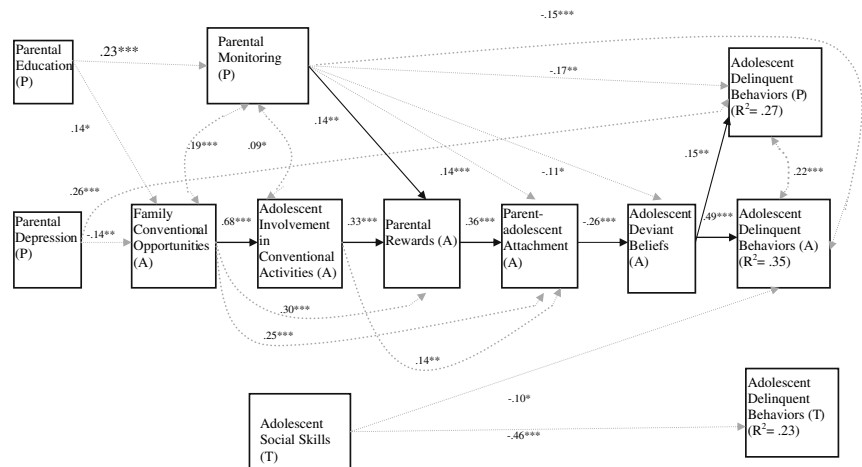 Parental
Education
(P)
.23***
Parental
Monitoring
(P)
-.15***
-.17**
Adolescent
Delinquent
Behaviors (P)
(R²= .27)
.14*
.19***
.09*
.14**
.14***
-.11*
.15**
.22***
.26***
Parental
Depression
(P)
-.14**
Family
Conventional
Opportunities
(A)
.68***
Adolescent
Involvement
in
Conventional
Activities (A)
.33***
Parental
Rewards (A)
.36***
Parent-
adolescent
Attachment
(A)
-.26***
Adolescent
Deviant
Beliefs
(A)
.49***
Adolescent
Delinquent
Behaviors (A)
(R²= .35)
.30***
.25***
.14**
-.10*
-.46***
Adolescent
Social Skills
(T)
Adolescent
Delinquent
Behaviors (T)
(R²= .23)